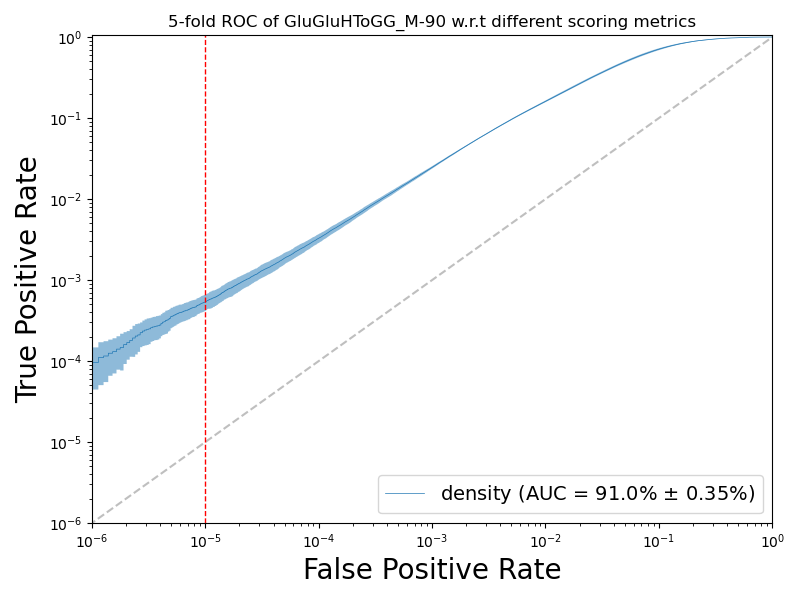 5-fold ROC of GluGluHToGG_M-90 w.r.t different scoring metrics
True Positive Rate
10⁰
10⁻¹
10⁻²
10⁻³
10⁻⁴
10⁻⁵
10⁻⁶
density (AUC = 91.0% ± 0.35%)
10⁻⁶ 10⁻⁵ 10⁻⁴ 10⁻³ 10⁻² 10⁻¹ 10⁰
False Positive Rate